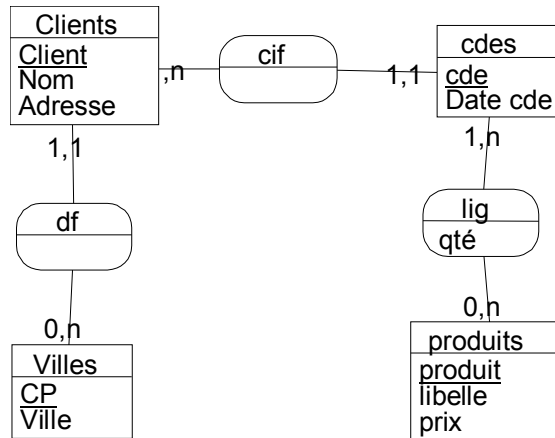 Clients
Client
Nom
Adresse
,n
cif
1,1
cdes
cde
Date cde
1,1
1,n
df
lig
qté
0,n
0,n
Villes
CP
Ville
produits
produit
libelle
prix